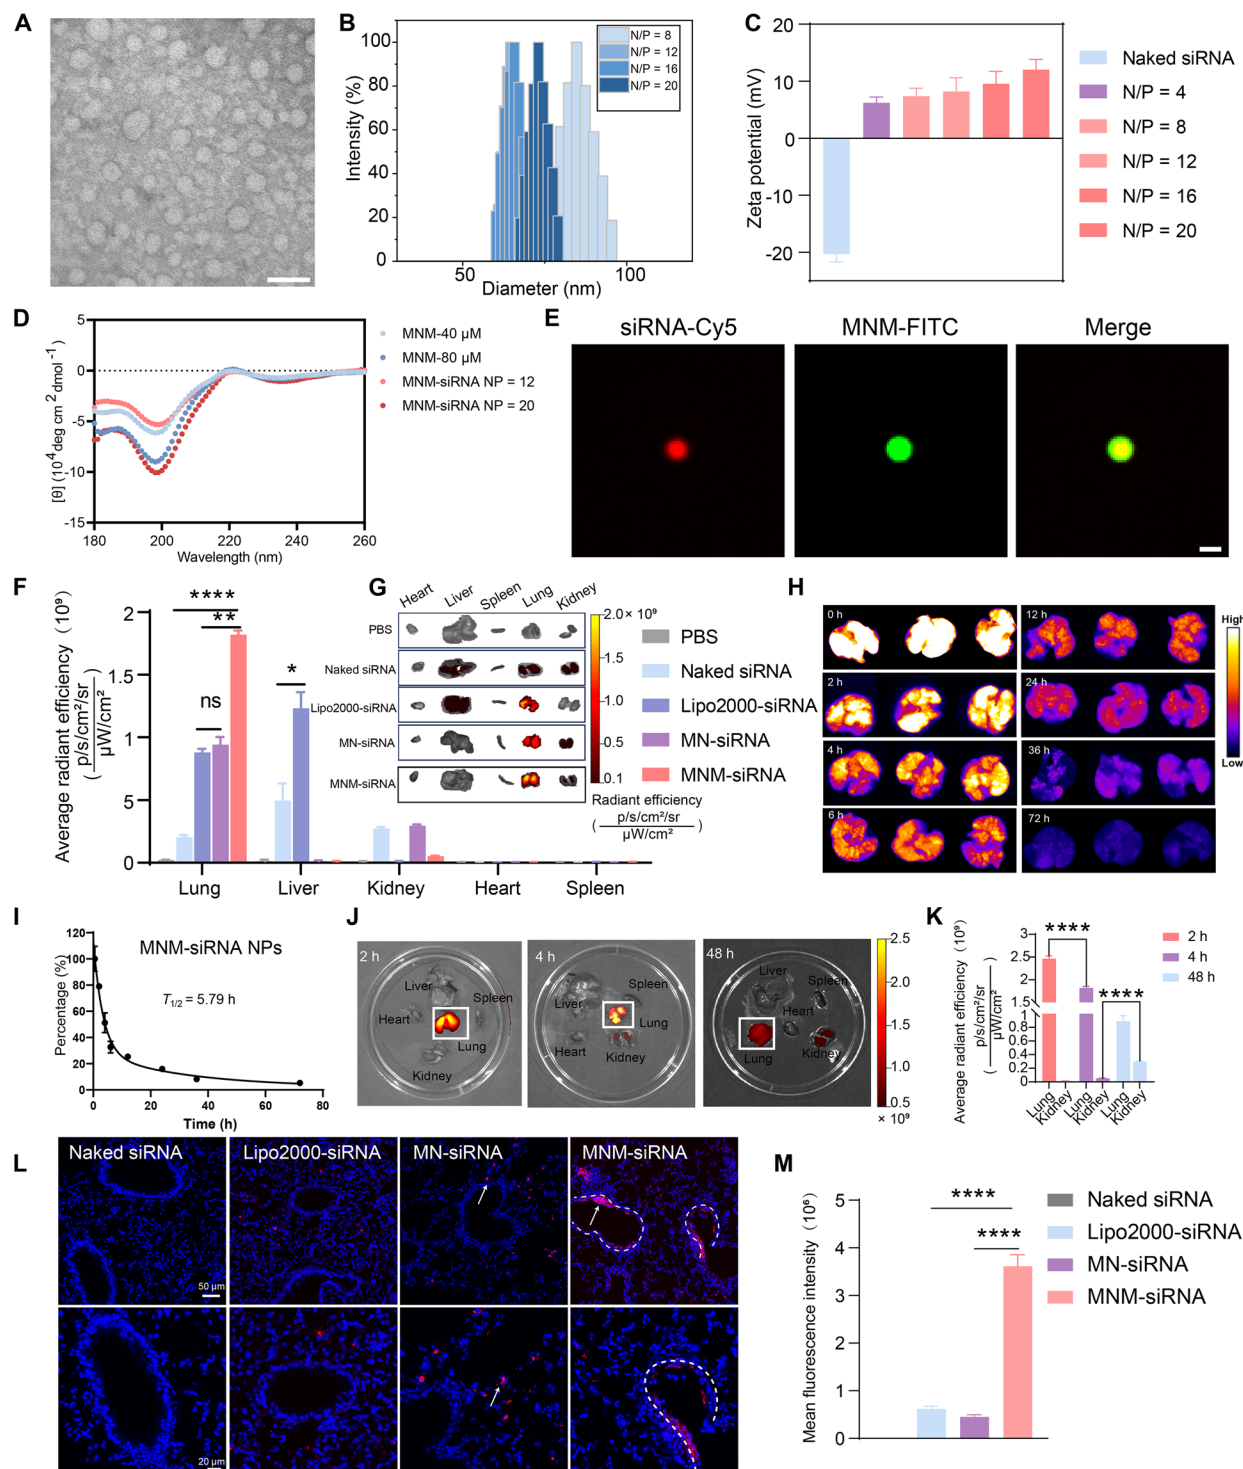 A
B
Intensity (%)
100
80
60
40
20
0
50
100
Diameter (nm)
N/P = 8
N/P = 12
N/P = 16
N/P = 20
C
Zeta potential (mV)
20
10
0
-10
-20
Naked siRNA
N/P = 4
N/P = 8
N/P = 12
N/P = 16
N/P = 20
D
[θ] (10⁴ deg cm² dmol⁻¹)
5
0
-5
-10
-15
180
200
220
240
260
Wavelength (nm)
MNM-40 μM
MNM-80 μM
MNM-siRNA NP = 12
MNM-siRNA NP = 20
E
siRNA-Cy5
MNM-FITC
Merge
F
Average radiant efficiency (10⁹)
( p/s/cm²/sr / μW/cm² )
2
1.5
1
0.5
0
****
**
ns
*
Lung
Liver
Kidney
Heart
Spleen
G
Heart
Liver
Spleen
Lung
Kidney
PBS
Naked siRNA
Lipo2000-siRNA
MN-siRNA
MNM-siRNA
2.0 × 10⁹
1.0
0.5
0.1
Radiant efficiency
( p/s/cm²/sr / μW/cm² )
PBS
Naked siRNA
Lipo2000-siRNA
MN-siRNA
MNM-siRNA
H
0 h
12 h
2 h
24 h
4 h
36 h
6 h
72 h
High
Low
I
Percentage (%)
120
100
80
60
40
20
0
0
20
40
60
80
Time (h)
MNM-siRNA NPs
T1/2 = 5.79 h
J
2 h
Liver
Spleen
Heart
Lung
Kidney
4 h
Liver
Lung
Heart
Kidney
48 h
Liver
Spleen
Heart
Lung
Kidney
2.5
2.0
1.5
1.0
0.5
× 10⁹
K
Average radiant efficiency (10⁹)
( p/s/cm²/sr / μW/cm² )
3
2.5
2
1.5
1
0.8
0.4
0.2
0
****
****
Lung
Kidney
Lung
Kidney
Lung
Kidney
2 h
4 h
48 h
L
Naked siRNA
Lipo2000-siRNA
MN-siRNA
MNM-siRNA
50 μm
20 μm
M
Mean fluorescence intensity (10⁶)
5
4
3
2
1
0
****
****
Naked siRNA
Lipo2000-siRNA
MN-siRNA
MNM-siRNA